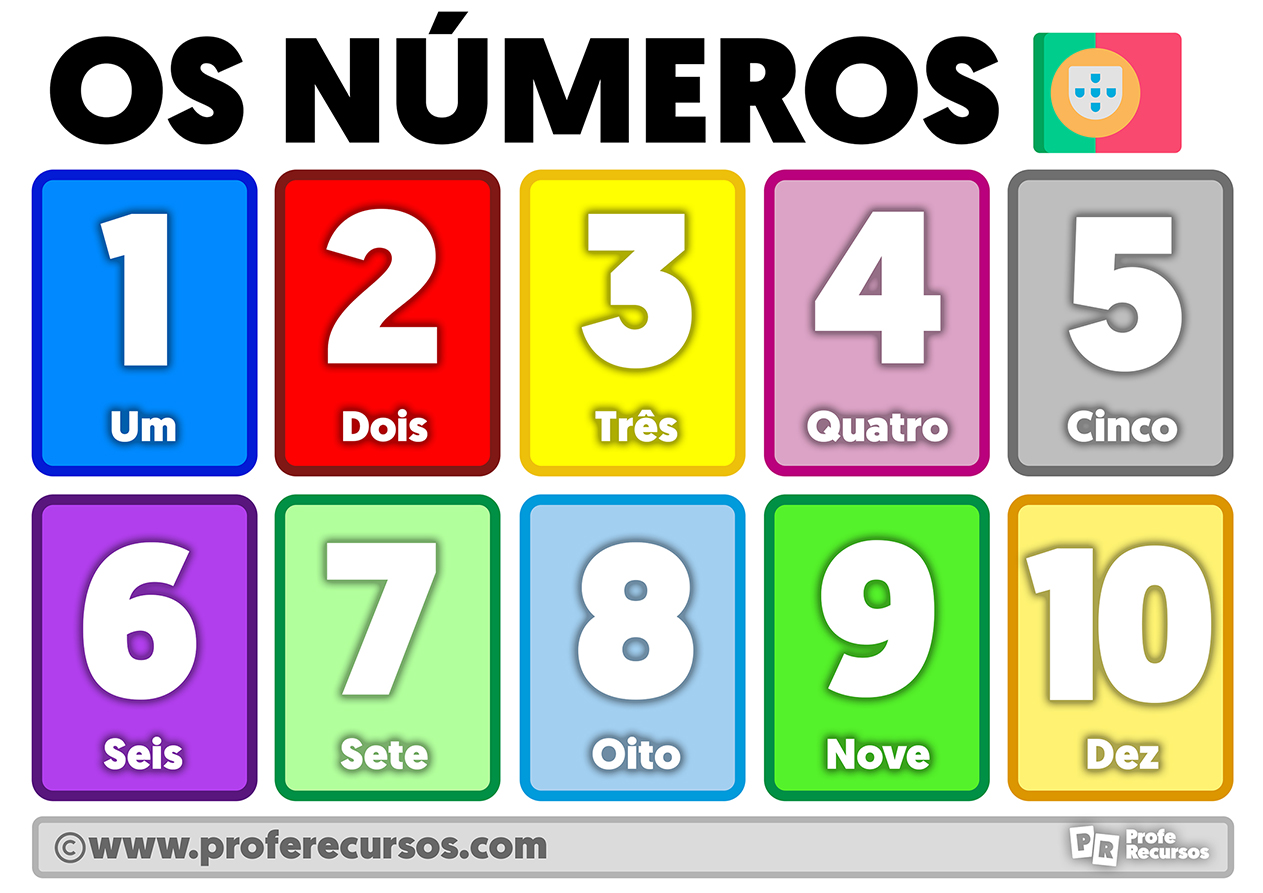 OS NÚMEROS
1 2 3 4 5
Um Dois Três Quatro Cinco
6 7 8 9 10
Seis Sete Oito Nove Dez
©www.proferecursos.com
PR Profe
Recursos